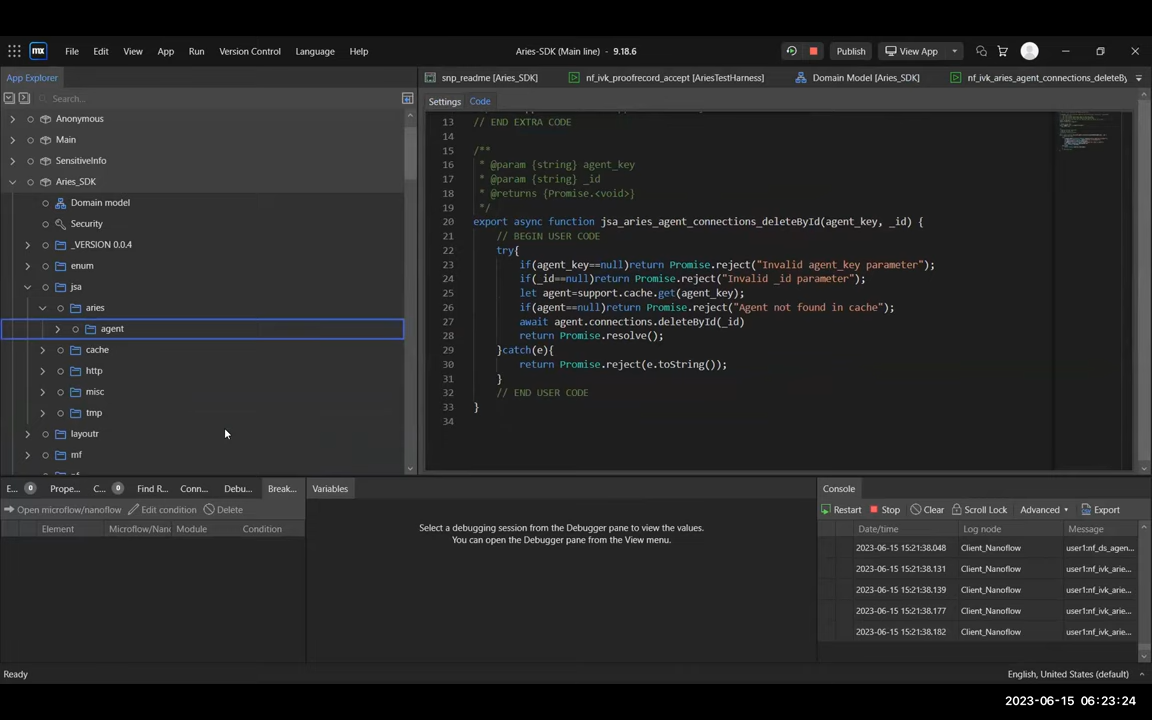 mx File Edit View App Run Version Control Language Help Aries-SDK (Main line) - 9.18.6 Publish View App
App Explorer
Search...
Anonymous
Main
SensitiveInfo
Aries_SDK
Domain model
Security
_VERSION 0.0.4
enum
jsa
aries
agent
cache
http
misc
tmp
layoutr
mf
snp_readme [Aries_SDK] nf_ivk_proofrecord_accept [AriesTestHarness] Domain Model [Aries_SDK] nf_ivk_aries_agent_connections_deleteBy
Settings Code
13 // END EXTRA CODE
14
15 /**
16 * @param {string} agent_key
17 * @param {string} _id
18 * @returns {Promise.<void>}
19 */
20 export async function jsa_aries_agent_connections_deleteById(agent_key, _id) {
21 // BEGIN USER CODE
22 try{
23 if(agent_key==null)return Promise.reject("Invalid agent_key parameter");
24 if(_id==null)return Promise.reject("Invalid _id parameter");
25 let agent=support.cache.get(agent_key);
26 if(agent==null)return Promise.reject("Agent not found in cache");
27 await agent.connections.deleteById(_id)
28 return Promise.resolve();
29 }catch(e){
30 return Promise.reject(e.toString());
31 }
32 // END USER CODE
33 }
34
E... 0 Prope... C... 0 Find R... Conn... Debu... Break...
Open microflow/nanoflow Edit condition Delete
Element Microflow/Nano Module Condition
Variables
Select a debugging session from the Debugger pane to view the values.
You can open the Debugger pane from the View menu.
Console
Restart Stop Clear Scroll Lock Advanced Export
Date/time Log node Message
2023-06-15 15:21:38.048 Client_Nanoflow user1:nf_ds_agen...
2023-06-15 15:21:38.131 Client_Nanoflow user1:nf_ivk_arie...
2023-06-15 15:21:38.139 Client_Nanoflow user1:nf_ivk_arie...
2023-06-15 15:21:38.177 Client_Nanoflow user1:nf_ivk_arie...
2023-06-15 15:21:38.182 Client_Nanoflow user1:nf_ivk_arie...
Ready English, United States (default)
2023-06-15 06:23:24